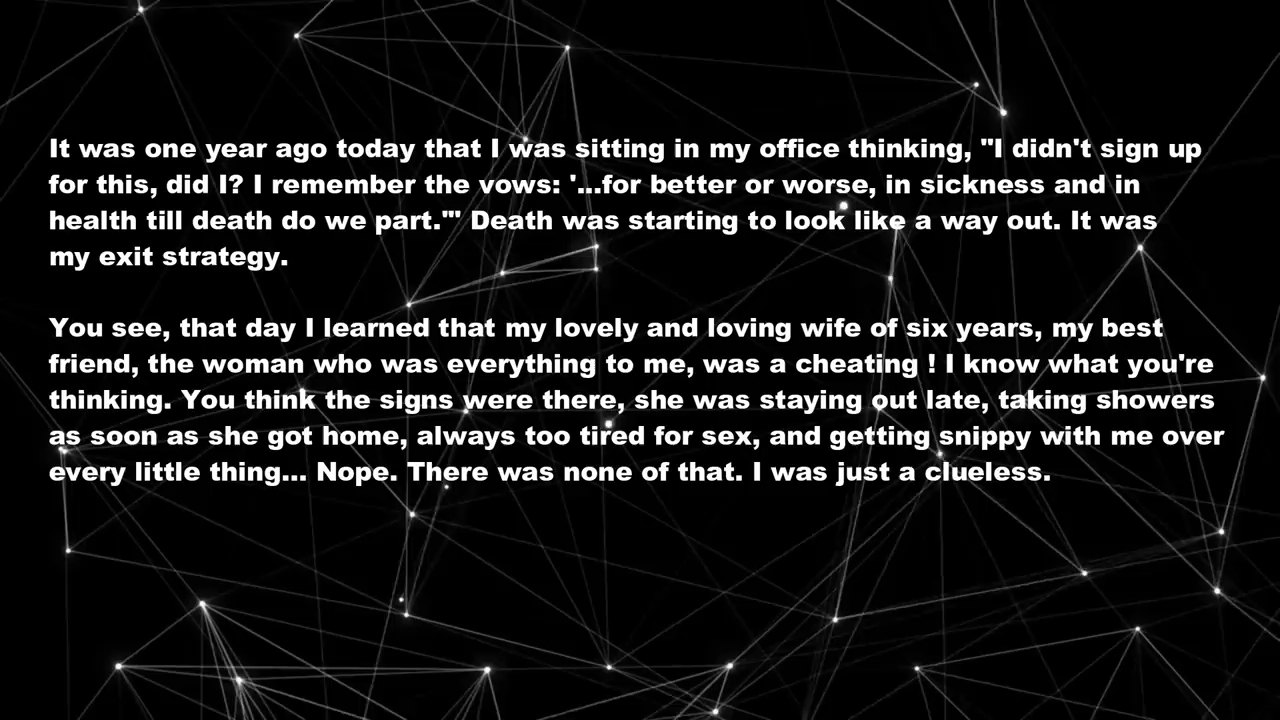 It was one year ago today that I was sitting in my office thinking, "I didn't sign up
for this, did I? I remember the vows: '...for better or worse, in sickness and in
health till death do we part.'" Death was starting to look like a way out. It was
my exit strategy.
You see, that day I learned that my lovely and loving wife of six years, my best
friend, the woman who was everything to me, was a cheating ! I know what you're
thinking. You think the signs were there, she was staying out late, taking showers
as soon as she got home, always too tired for sex, and getting snippy with me over
every little thing... Nope. There was none of that. I was just a clueless.